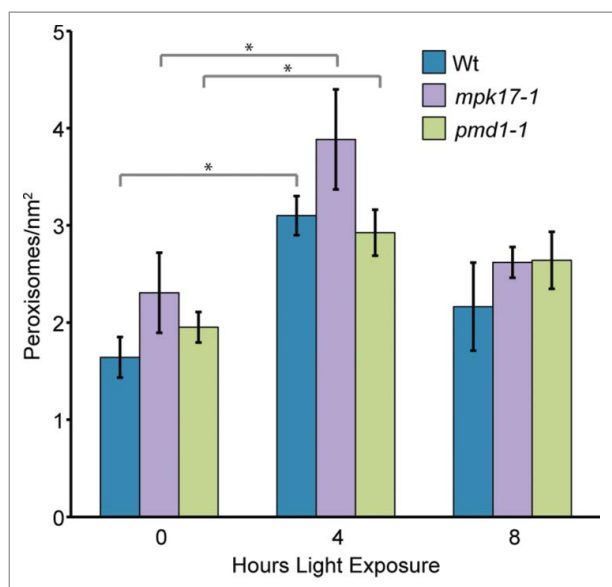 5
4
3
2
1
0
Peroxisomes/nm²
*
*
*
Wt
mpk17-1
pmd1-1
0 4 8
Hours Light Exposure